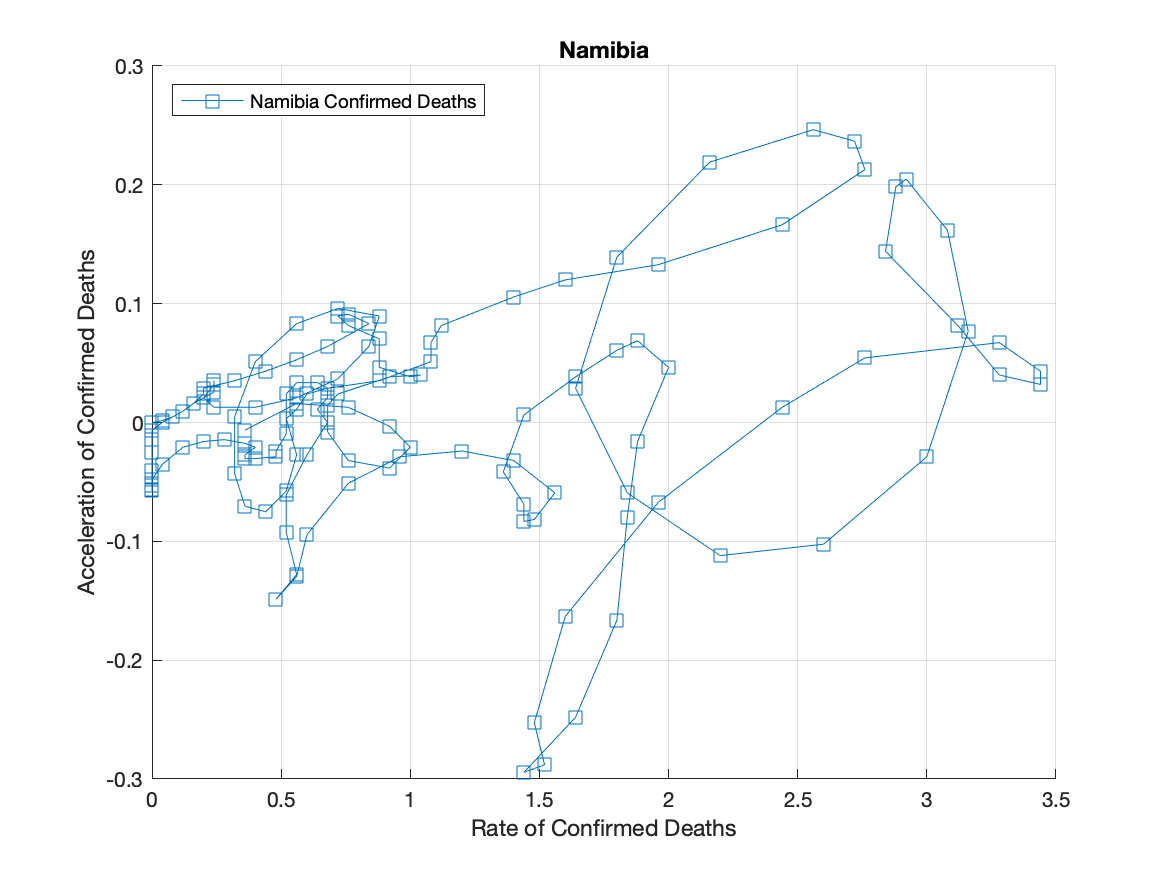 Namibia
Namibia Confirmed Deaths
0.3
0.2
0.1
0
-0.1
-0.2
-0.3
Acceleration of Confirmed Deaths
0 0.5 1 1.5 2 2.5 3 3.5
Rate of Confirmed Deaths